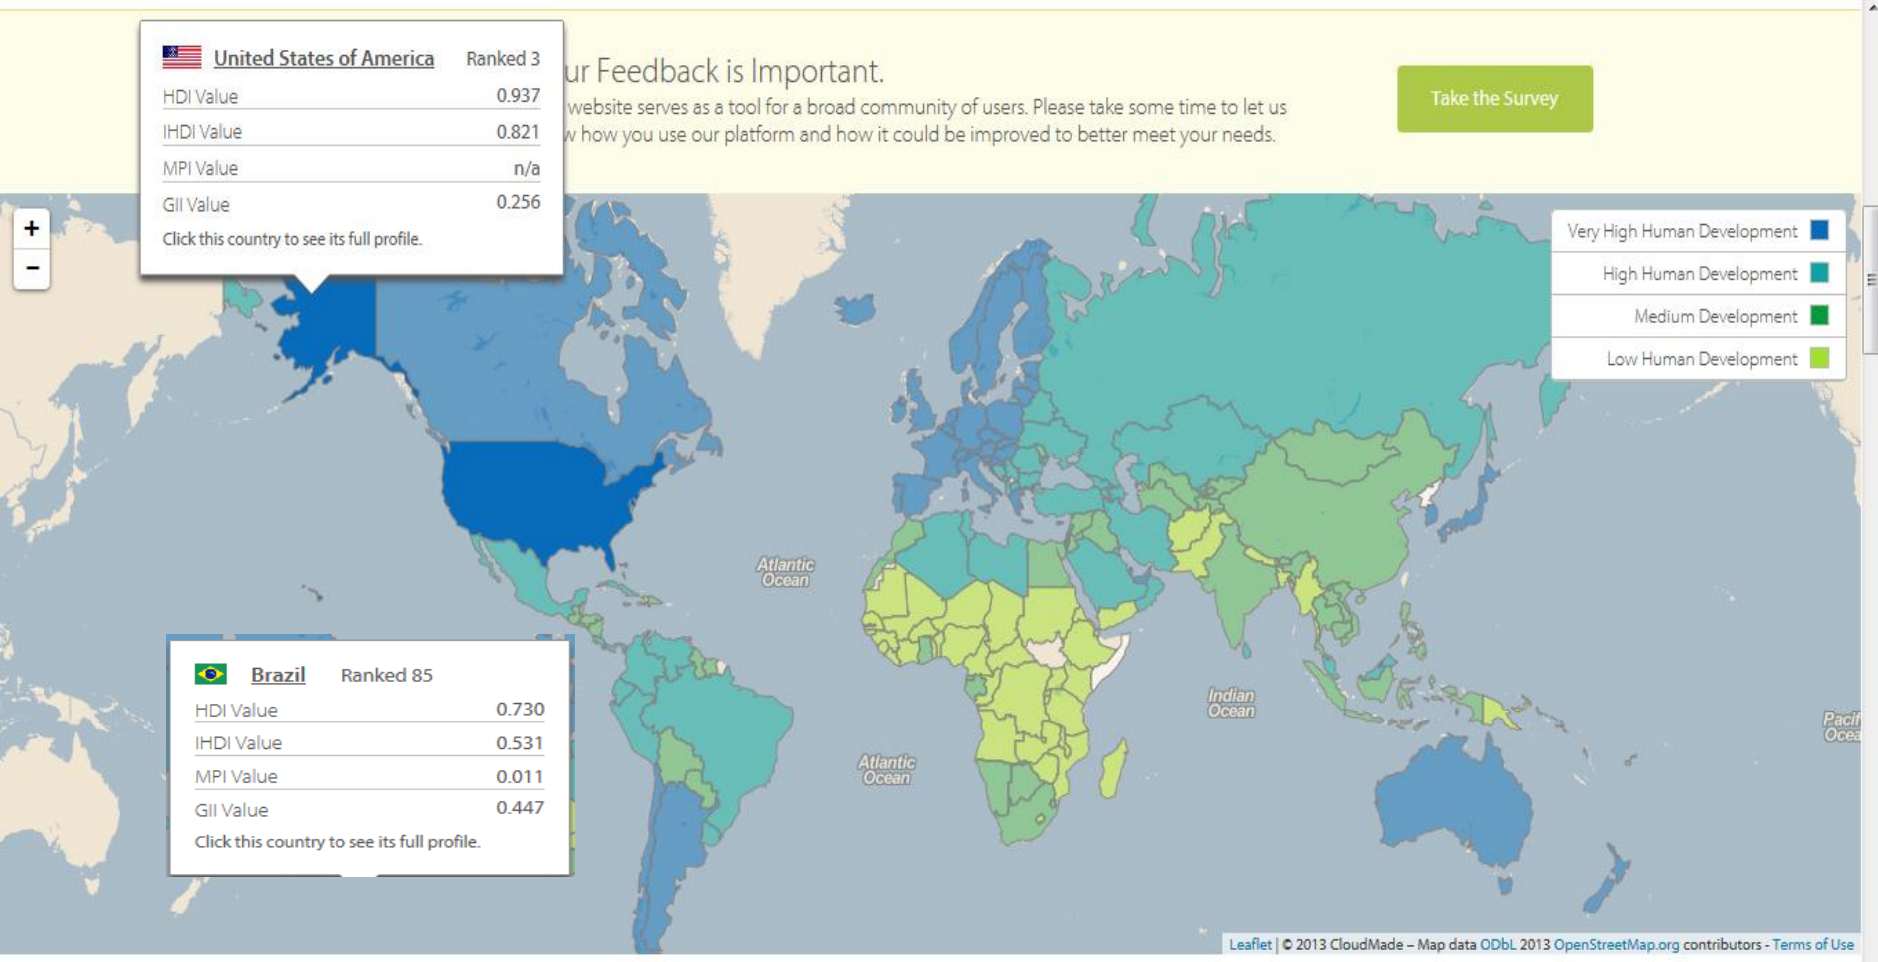 United States of America Ranked 3
HDI Value 0.937
IHDI Value 0.821
MPI Value n/a
GII Value 0.256
Click this country to see its full profile.
Feedback is Important.
website serves as a tool for a broad community of users. Please take some time to let us
how you use our platform and how it could be improved to better meet your needs.
Take the Survey
+
−
Very High Human Development
High Human Development
Medium Development
Low Human Development
Atlantic
Ocean
Brazil Ranked 85
HDI Value 0.730
IHDI Value 0.531
MPI Value 0.011
GII Value 0.447
Click this country to see its full profile.
Indian
Ocean
Atlantic
Ocean
Leaflet | © 2013 CloudMade – Map data ODbL 2013 OpenStreetMap.org contributors - Terms of Use